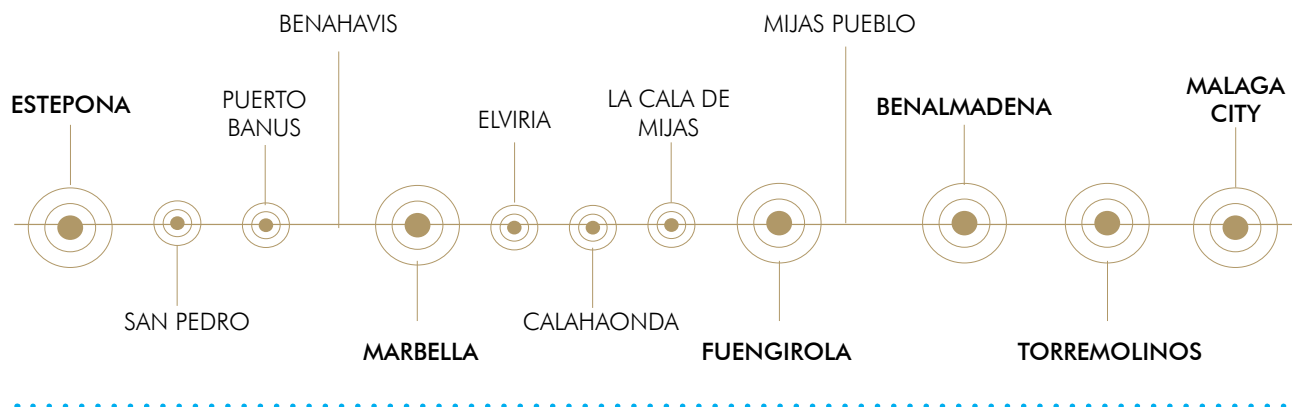 BENAHAVIS
MIJAS PUEBLO
ESTEPONA
PUERTO
BANUS
ELVIRIA
LA CALA DE
MIJAS
BENALMADENA
MALAGA
CITY
SAN PEDRO
MARBELLA
CALAHAONDA
FUENGIROLA
TORREMOLINOS